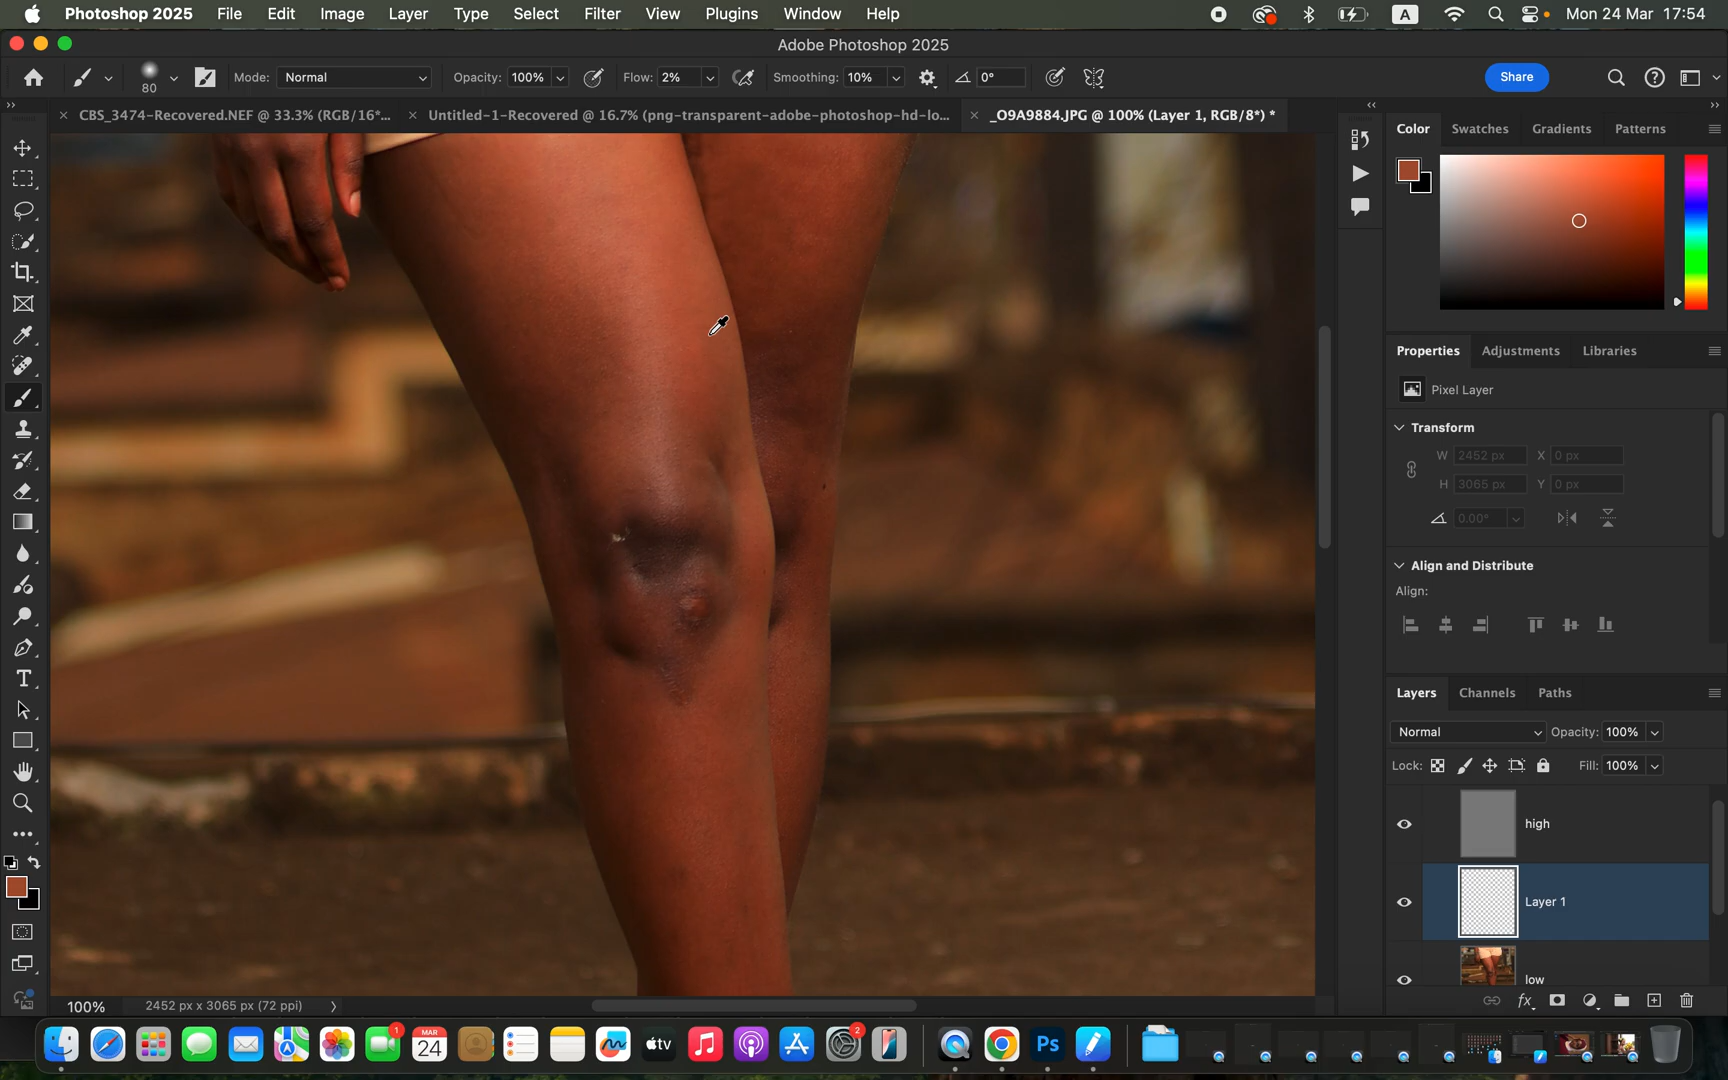 Photoshop 2025 File Edit Image Layer Type Select Filter View Plugins Window Help A Mon 24 Mar 17:54
Adobe Photoshop 2025
80 Mode: Normal Opacity: 100% Flow: 2% Smoothing: 10% 0° Share
CBS_3474-Recovered.NEF @ 33.3% (RGB/16*... Untitled-1-Recovered @ 16.7% (png-transparent-adobe-photoshop-hd-lo... _O9A9884.JPG @ 100% (Layer 1, RGB/8*) *
Color Swatches Gradients Patterns
Properties Adjustments Libraries
Pixel Layer
Transform
W 2452 px X 0 px
H 3065 px Y 0 px
0.00°
Align and Distribute
Align:
Layers Channels Paths
Normal Opacity: 100%
Lock: Fill: 100%
high
Layer 1
low
fx
100% 2452 px x 3065 px (72 ppi)
T
1
MAR
24
tv
2
Ps